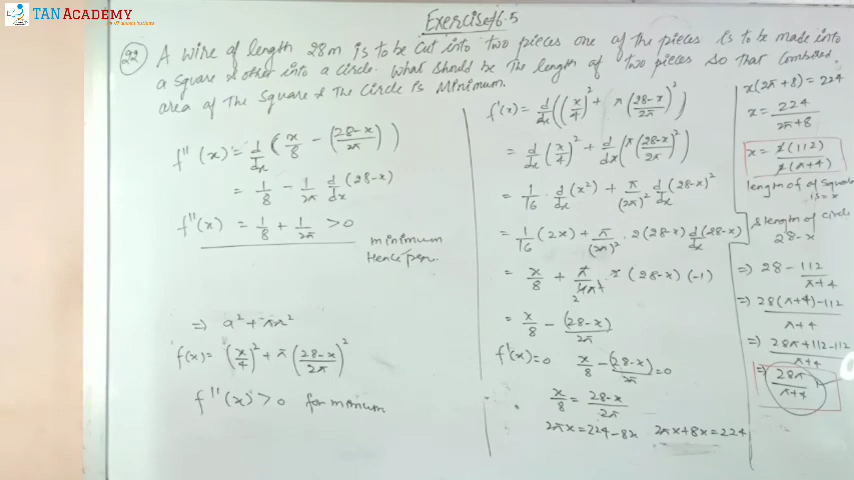 TAN ACADEMY
Exercise 6.5
22 A wire of length 28m is to be cut into two pieces one of the pieces is to be made into
a square & other into a circle. What should be the length of two pieces so that combined
area of the square & the circle is minimum.
f''(x) = d/dx (x/8 - (28-x/2π))
= 1/8 - 1/2π d/dx (28-x)
f''(x) = 1/8 + 1/2π >0
minimum
Hence
=> a² + πr²
f(x) = (x/4)² + π(28-x/2π)²
f''(x) > 0 for minimum
f'(x) = d/dx ((x/4)² + π(28-x/2π)²)
= d/dx (x/4)² + d/dx (π(28-x/2π)²)
= 1/16 · d/dx (x²) + π/(2π)² d/dx (28-x)²
= 1/16 (2x) + π/(2π)² · 2(28-x) d/dx (28-x)
= x/8 + π/4π² 2 (28-x) (-1)
= x/8 - (28-x)/2π
f'(x)=0 x/8 - (28-x)/2π = 0
x/8 = 28-x/2π
2πx = 224 - 8x 2πx + 8x = 224
x(2π+8) = 224
x = 224/2π+8
x = 2(112)/2(π+4)
length of of square
is = x
& length of circle
28-x
=> 28 - 112/π+4
=> 28(π+4)-112/π+4
=> 28π+112-112/π+4
=> 28π/π+4